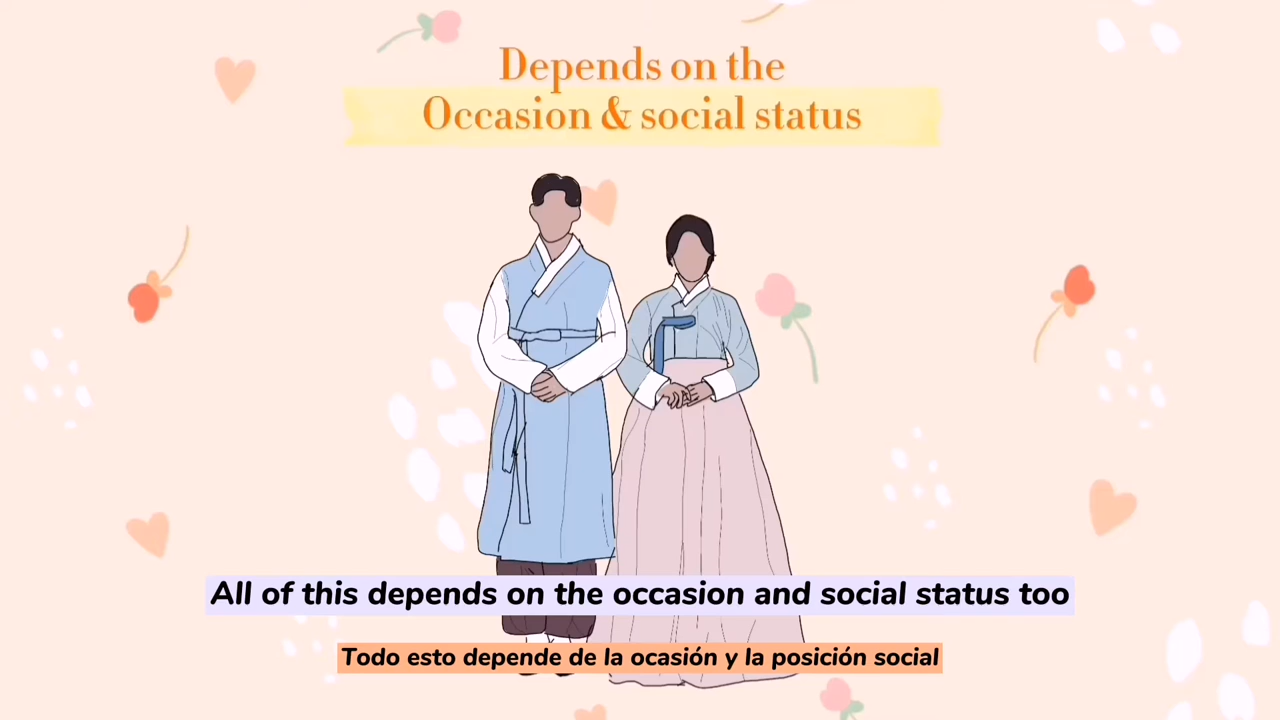 Depends on the
Occasion & social status
All of this depends on the occasion and social status too
Todo esto depende de la ocasión y la posición social